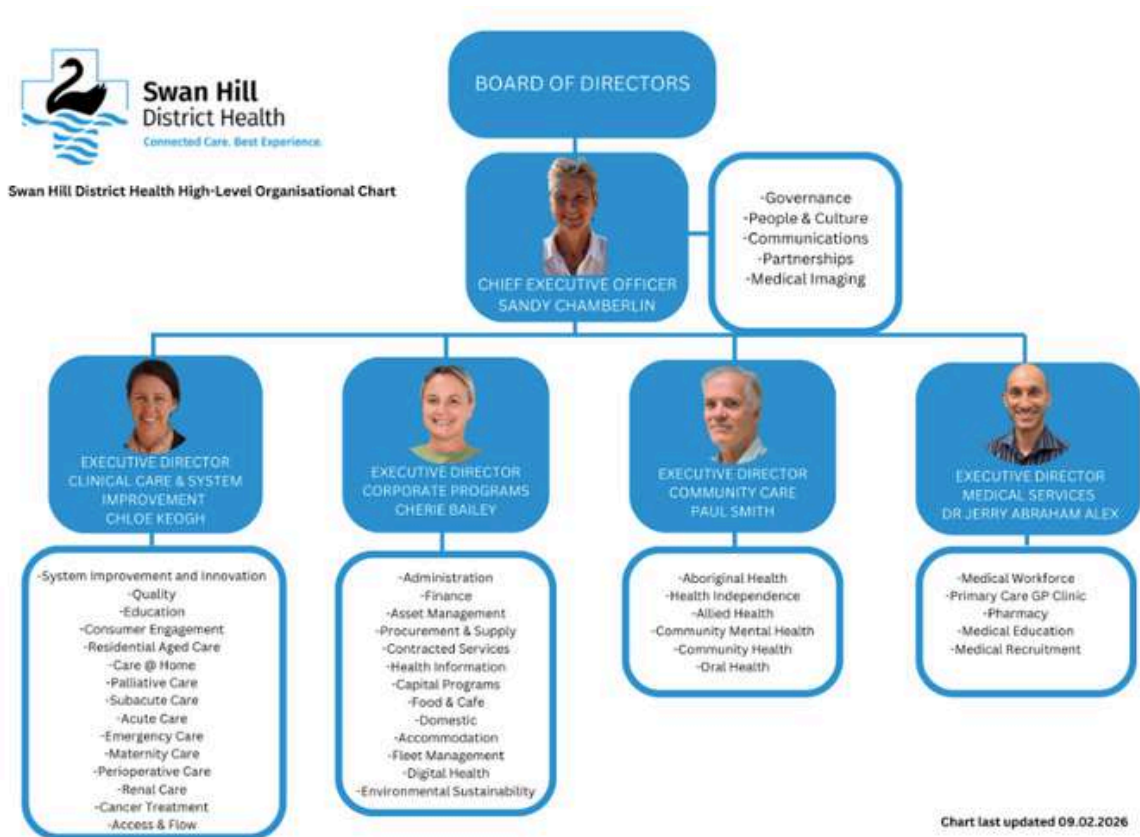 Swan Hill
District Health
Connected Care. Best Experience.
Swan Hill District Health High-Level Organisational Chart
BOARD OF DIRECTORS
CHIEF EXECUTIVE OFFICER
SANDY CHAMBERLIN
-Governance
-People & Culture
-Communications
-Partnerships
-Medical Imaging
EXECUTIVE DIRECTOR
CLINICAL CARE & SYSTEM
IMPROVEMENT
CHLOE KEOGH
-System Improvement and Innovation
-Quality
-Education
-Consumer Engagement
-Residential Aged Care
-Care @ Home
-Palliative Care
-Subacute Care
-Acute Care
-Emergency Care
-Maternity Care
-Perioperative Care
-Renal Care
-Cancer Treatment
-Access & Flow
EXECUTIVE DIRECTOR
CORPORATE PROGRAMS
CHERIE BAILEY
-Administration
-Finance
-Asset Management
-Procurement & Supply
-Contracted Services
-Health Information
-Capital Programs
-Food & Cafe
-Domestic
-Accommodation
-Fleet Management
-Digital Health
-Environmental Sustainability
EXECUTIVE DIRECTOR
COMMUNITY CARE
PAUL SMITH
-Aboriginal Health
-Health Independence
-Allied Health
-Community Mental Health
-Community Health
-Oral Health
EXECUTIVE DIRECTOR
MEDICAL SERVICES
DR JERRY ABRAHAM ALEX
-Medical Workforce
-Primary Care GP Clinic
-Pharmacy
-Medical Education
-Medical Recruitment
Chart last updated 09.02.2026